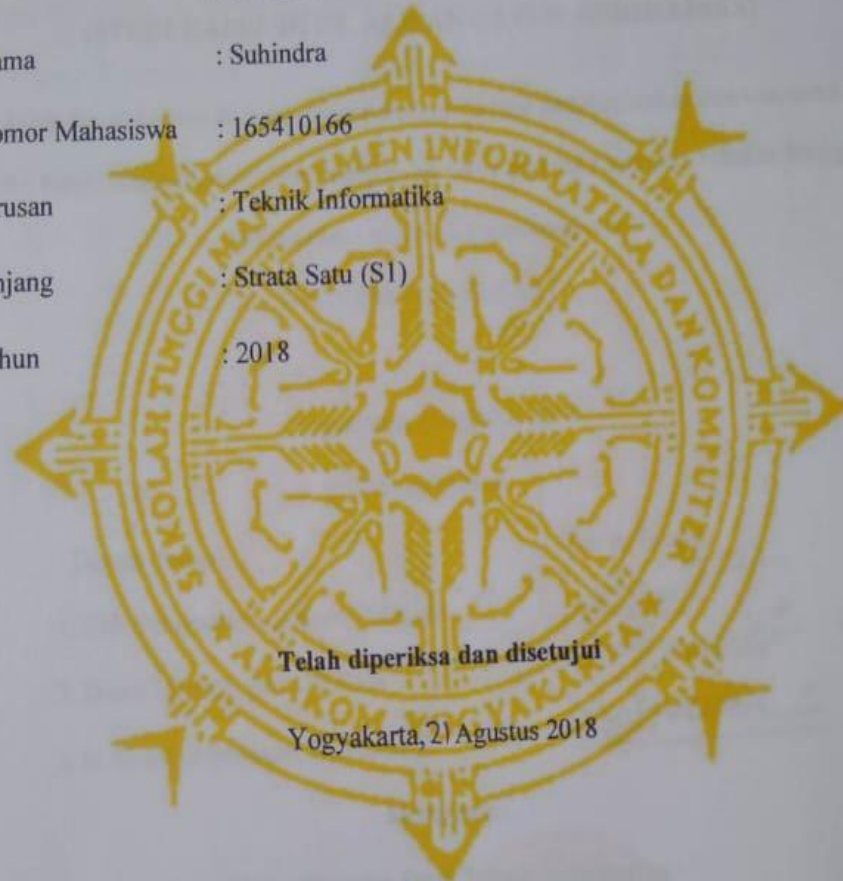 ama : Suhindra
omor Mahasiswa : 165410166
rusan : Teknik Informatika
njang : Strata Satu (S1)
hun : 2018
SEKOLAH TINGGI MANAJEMEN INFORMATIKA DAN KOMPUTER
★ AKAKOM YOGYAKARTA ★
Telah diperiksa dan disetujui
Yogyakarta, 21 Agustus 2018